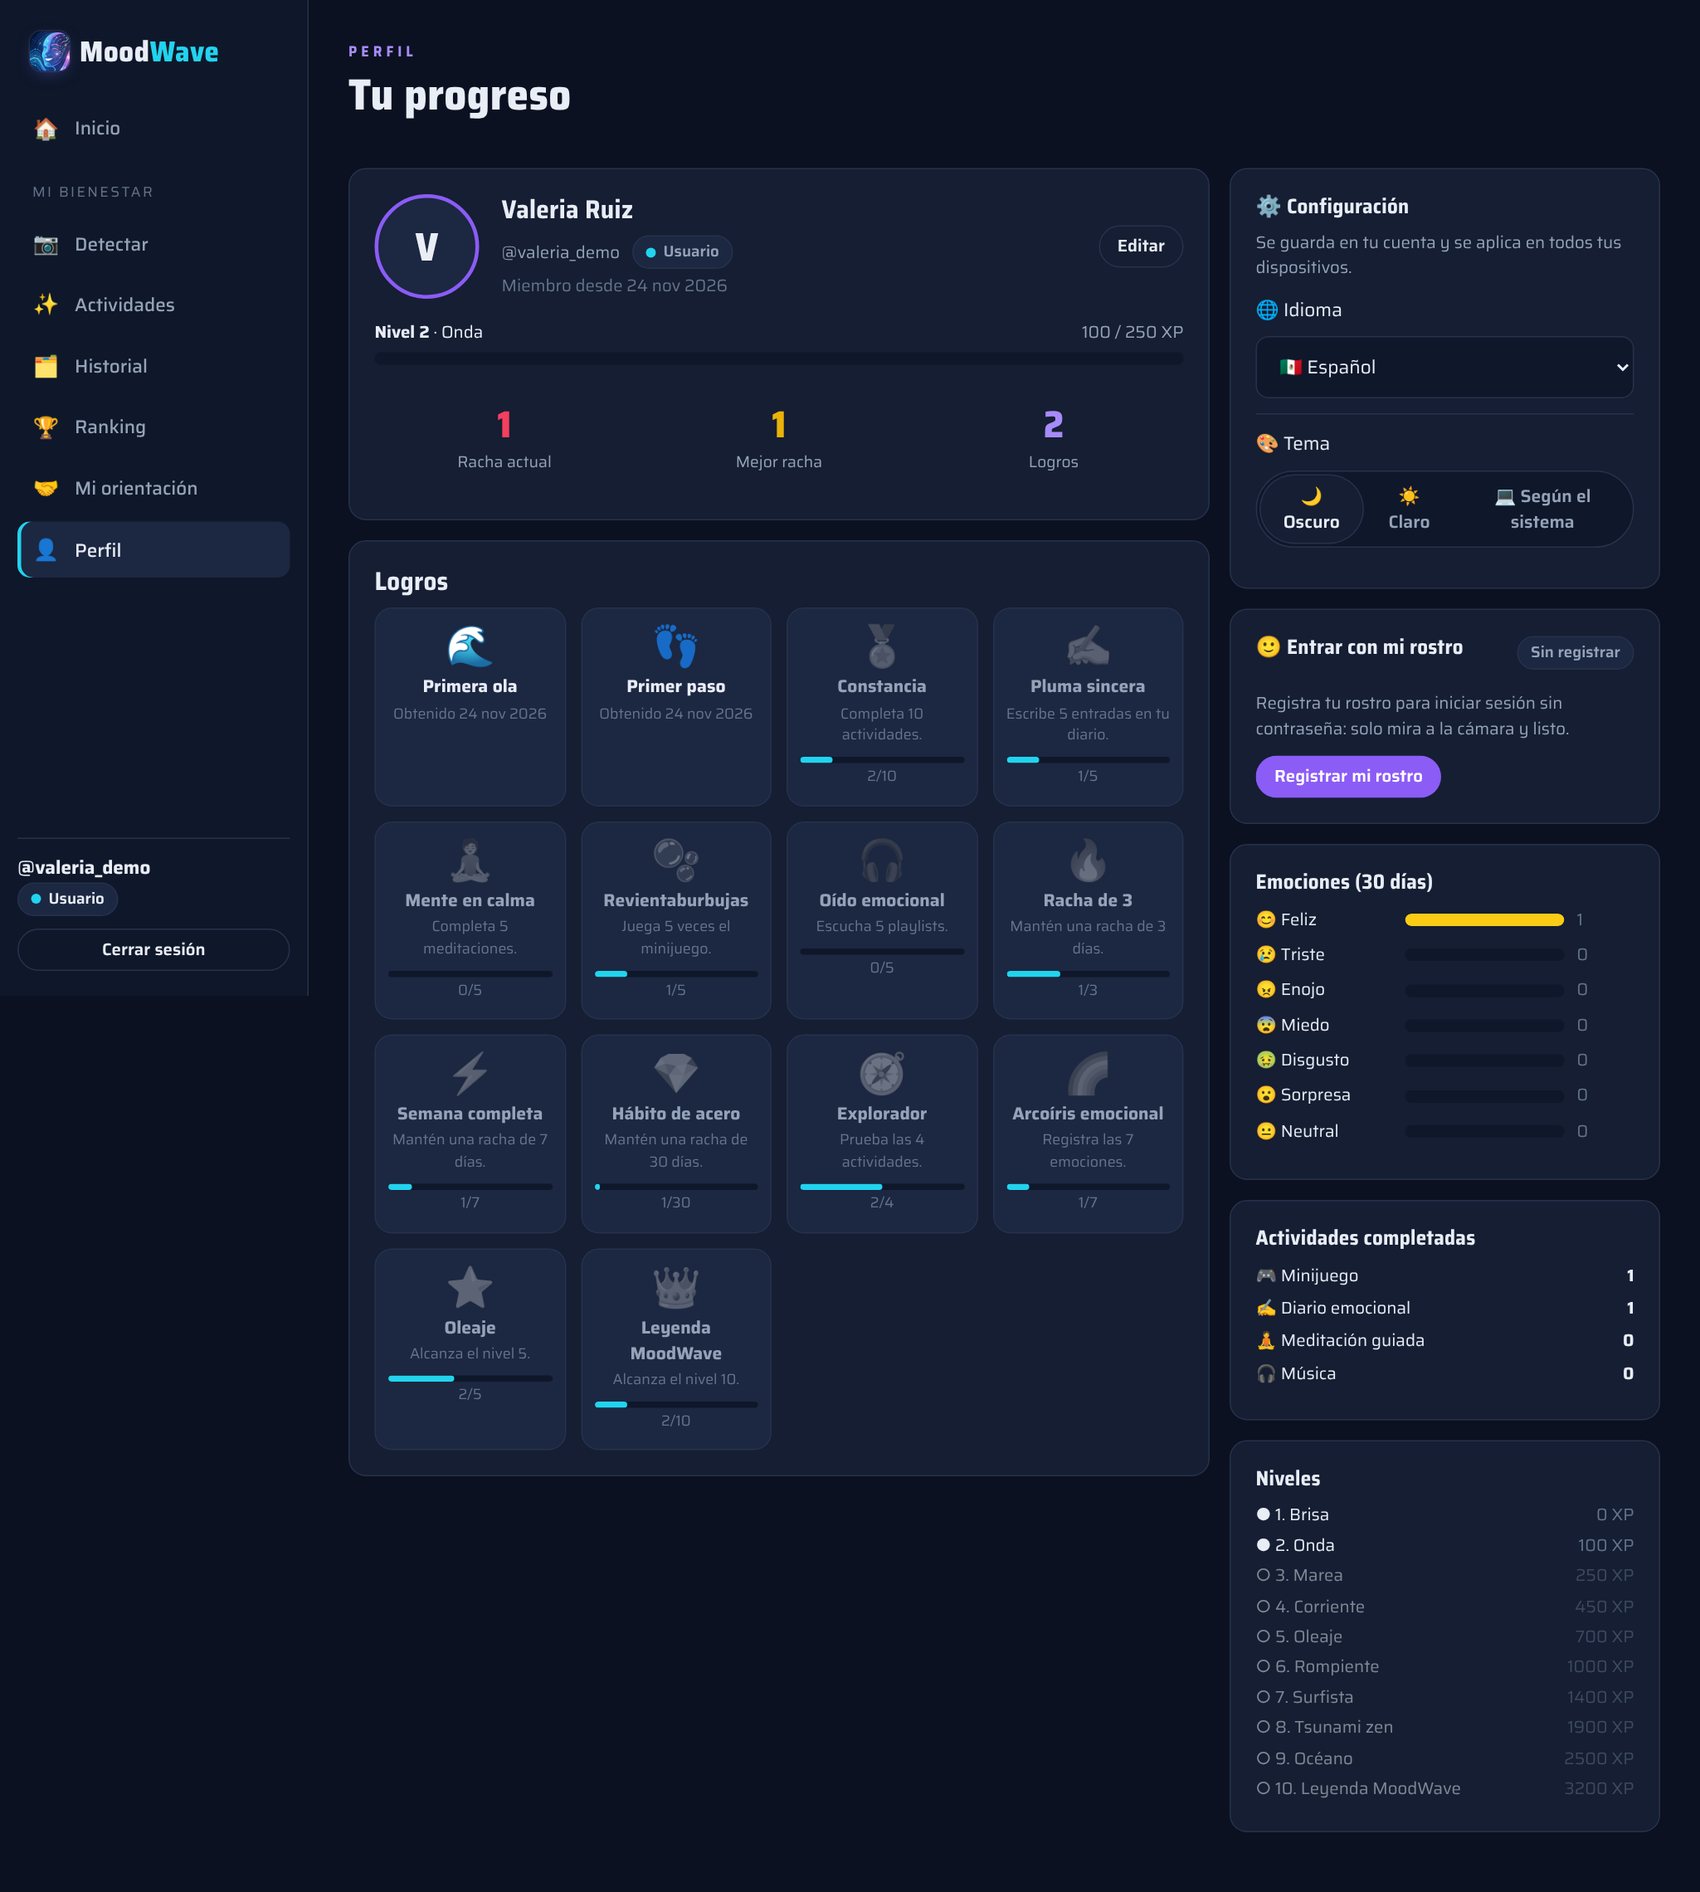 MoodWave
Inicio
MI BIENESTAR
Detectar
Actividades
Historial
Ranking
Mi orientación
Perfil
@valeria_demo
Usuario
Cerrar sesión
PERFIL
Tu progreso
V
Valeria Ruiz
@valeria_demo Usuario
Miembro desde 24 nov 2026
Editar
Nivel 2 · Onda 100 / 250 XP
1
Racha actual
1
Mejor racha
2
Logros
Logros
Primera ola
Obtenido 24 nov 2026
Primer paso
Obtenido 24 nov 2026
Constancia
Completa 10
actividades.
2/10
Pluma sincera
Escribe 5 entradas en tu
diario.
1/5
Mente en calma
Completa 5
meditaciones.
0/5
Revientaburbujas
Juega 5 veces el
minijuego.
1/5
Oído emocional
Escucha 5 playlists.
0/5
Racha de 3
Mantén una racha de 3
días.
1/3
Semana completa
Mantén una racha de 7
días.
1/7
Hábito de acero
Mantén una racha de
30 días.
1/30
Explorador
Prueba las 4
actividades.
2/4
Arcoíris emocional
Registra las 7
emociones.
1/7
Oleaje
Alcanza el nivel 5.
2/5
Leyenda
MoodWave
Alcanza el nivel 10.
2/10
Configuración
Se guarda en tu cuenta y se aplica en todos tus
dispositivos.
Idioma
Español
Tema
Oscuro
Claro
Según el
sistema
Entrar con mi rostro
Sin registrar
Registra tu rostro para iniciar sesión sin
contraseña: solo mira a la cámara y listo.
Registrar mi rostro
Emociones (30 días)
Feliz 1
Triste 0
Enojo 0
Miedo 0
Disgusto 0
Sorpresa 0
Neutral 0
Actividades completadas
Minijuego 1
Diario emocional 1
Meditación guiada 0
Música 0
Niveles
1. Brisa 0 XP
2. Onda 100 XP
3. Marea 250 XP
4. Corriente 450 XP
5. Oleaje 700 XP
6. Rompiente 1000 XP
7. Surfista 1400 XP
8. Tsunami zen 1900 XP
9. Océano 2500 XP
10. Leyenda MoodWave 3200 XP